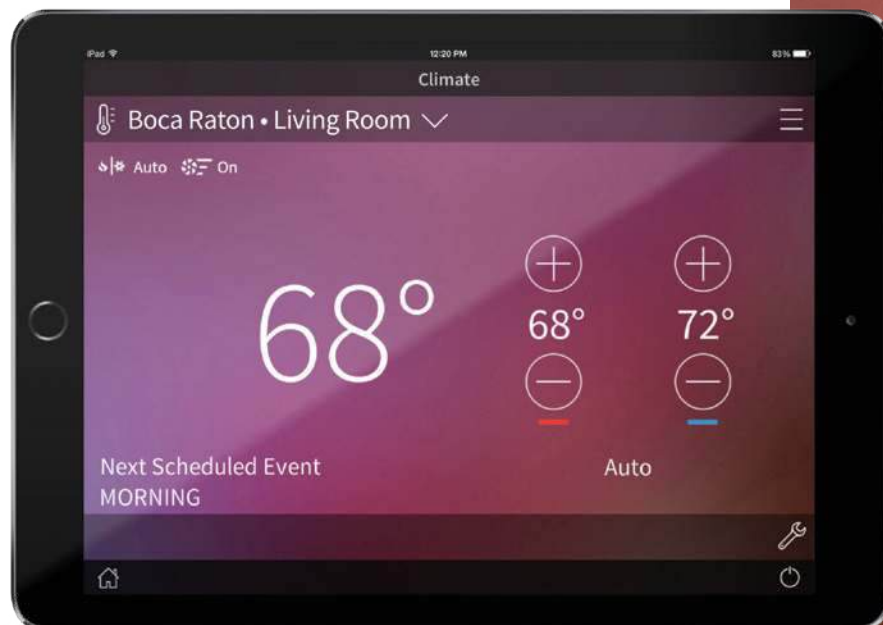 iPad
12:20 PM
83%
Climate
Boca Raton • Living Room
Auto
On
68°
68°
72°
Next Scheduled Event
MORNING
Auto